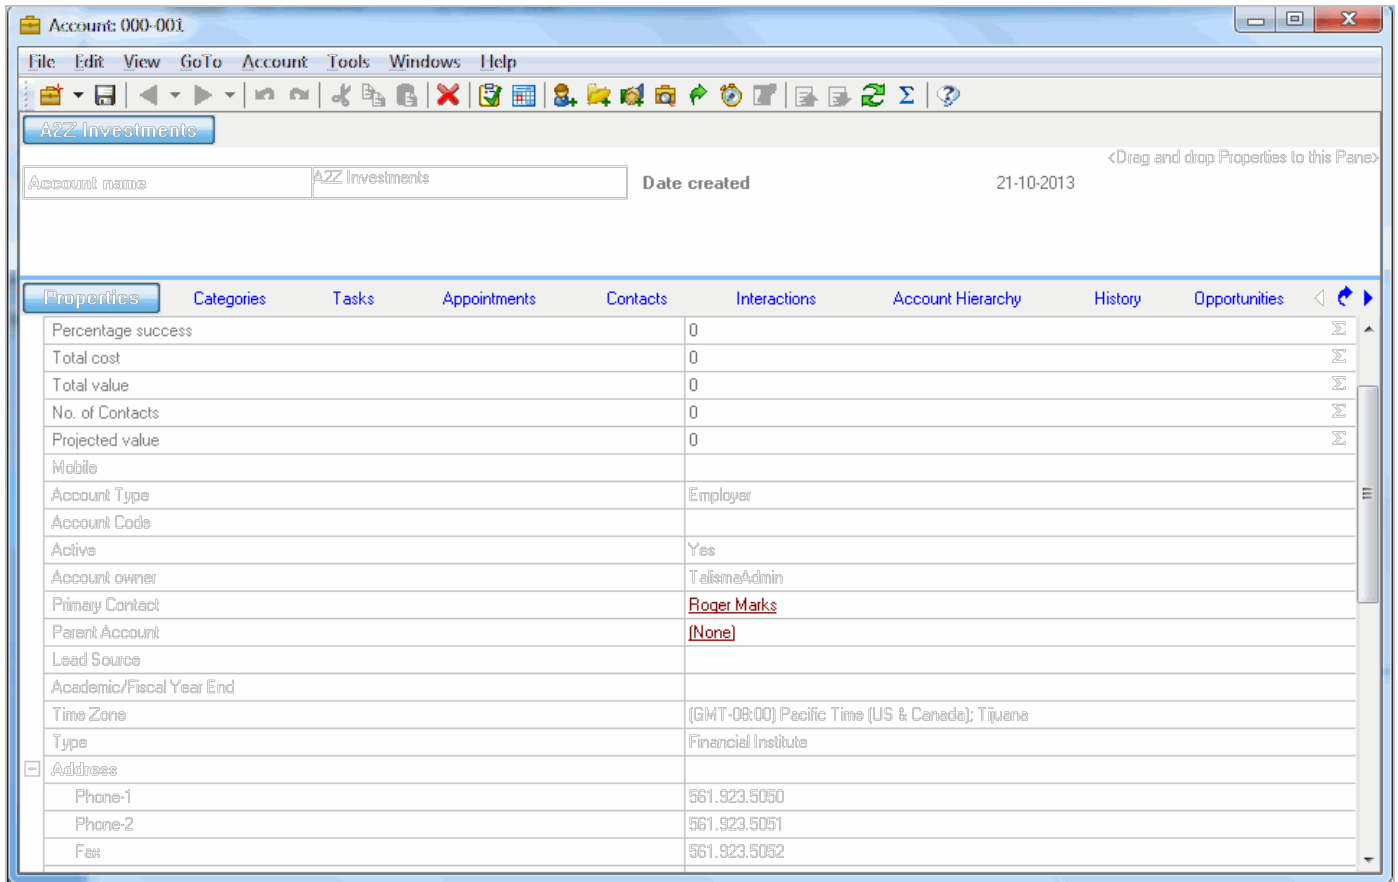 Account: 000-001
File Edit View GoTo Account Tools Windows Help
A2Z Investments
<Drag and drop Properties to this Pane>
Account name A2Z Investments Date created 21-10-2013
Properties Categories Tasks Appointments Contacts Interactions Account Hierarchy History Opportunities
Percentage success 0 Σ
Total cost 0 Σ
Total value 0 Σ
No. of Contacts 0 Σ
Projected value 0 Σ
Mobile
Account Type Employer
Account Code
Active Yes
Account owner TalismaAdmin
Primary Contact Roger Marks
Parent Account (None)
Lead Source
Academic/Fiscal Year End
Time Zone (GMT-08:00) Pacific Time (US & Canada); Tijuana
Type Financial Institute
Address
Phone-1 561.923.5050
Phone-2 561.923.5051
Fax 561.923.5052